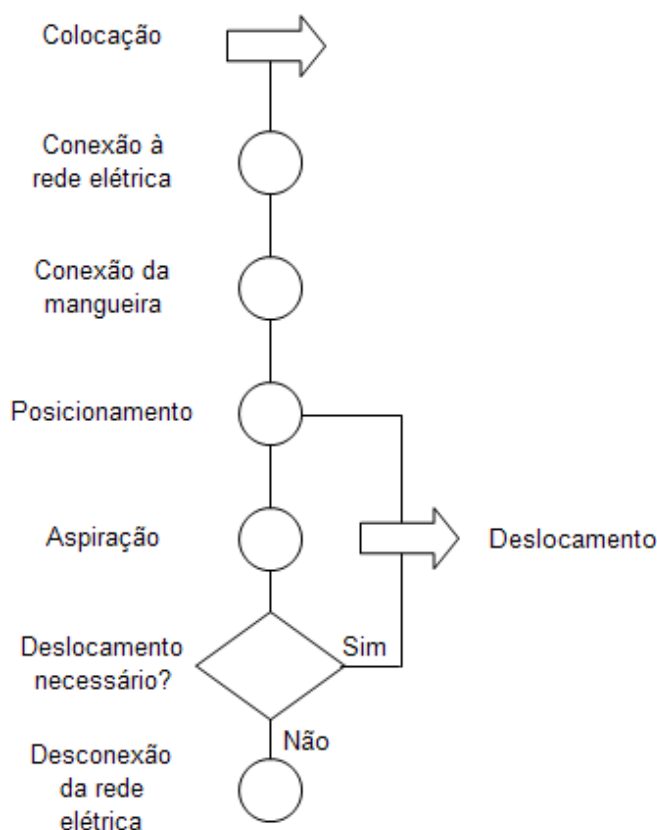 Colocação
Conexão à
rede elétrica
Conexão da
mangueira
Posicionamento
Aspiração
Deslocamento
Deslocamento
necessário?
Sim
Não
Desconexão
da rede
elétrica